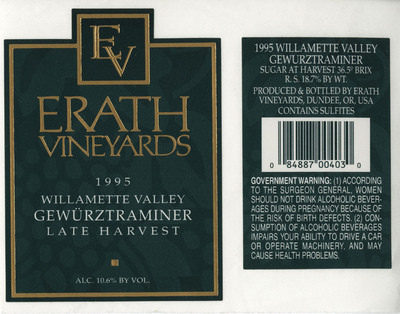 EV
ERATH
VINEYARDS
1995
WILLAMETTE VALLEY
GEWÜRZTRAMINER
LATE HARVEST
ALC. 10.6% BY VOL.
1995 WILLAMETTE VALLEY
GEWURZTRAMINER
SUGAR AT HARVEST 36.5° BRIX
R. S. 18.7% BY WT.
PRODUCED & BOTTLED BY ERATH
VINEYARDS, DUNDEE, OR, USA
CONTAINS SULFITES
0 84887 00403 0
GOVERNMENT WARNING: (1) ACCORDING
TO THE SURGEON GENERAL, WOMEN
SHOULD NOT DRINK ALCOHOLIC BEVER-
AGES DURING PREGNANCY BECAUSE OF
THE RISK OF BIRTH DEFECTS. (2) CON-
SUMPTION OF ALCOHOLIC BEVERAGES
IMPAIRS YOUR ABILITY TO DRIVE A CAR
OR OPERATE MACHINERY, AND MAY
CAUSE HEALTH PROBLEMS.